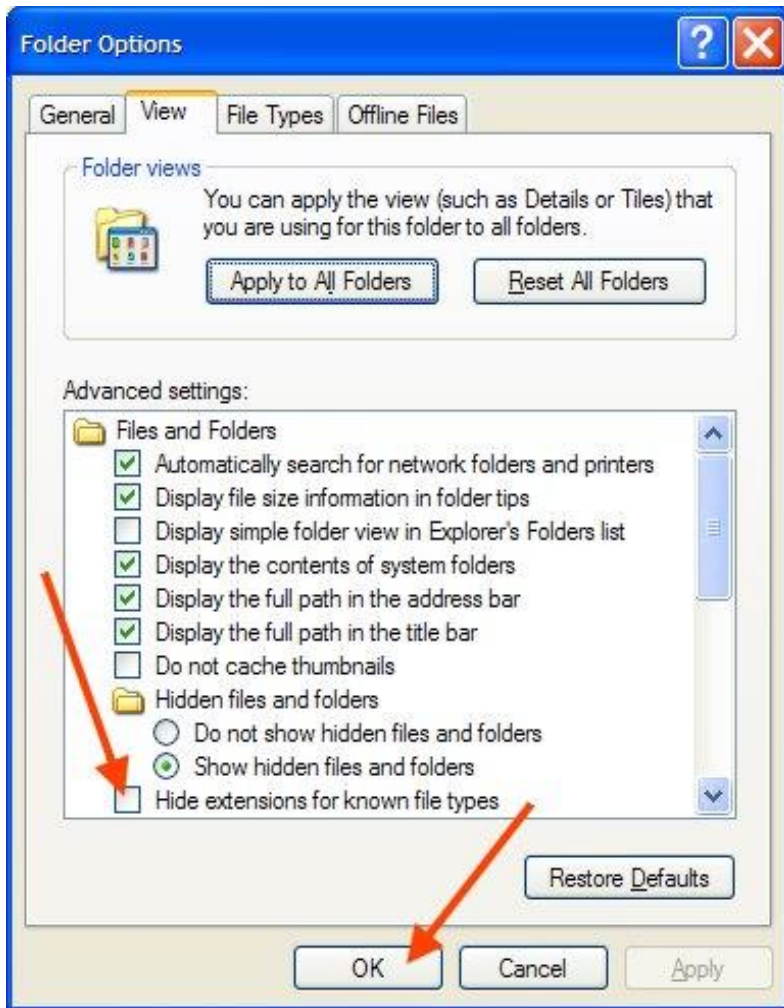 Folder Options
General View File Types Offline Files
Folder views
You can apply the view (such as Details or Tiles) that
you are using for this folder to all folders.
Apply to All Folders Reset All Folders
Advanced settings:
Files and Folders
Automatically search for network folders and printers
Display file size information in folder tips
Display simple folder view in Explorer's Folders list
Display the contents of system folders
Display the full path in the address bar
Display the full path in the title bar
Do not cache thumbnails
Hidden files and folders
Do not show hidden files and folders
Show hidden files and folders
Hide extensions for known file types
Restore Defaults
OK Cancel Apply